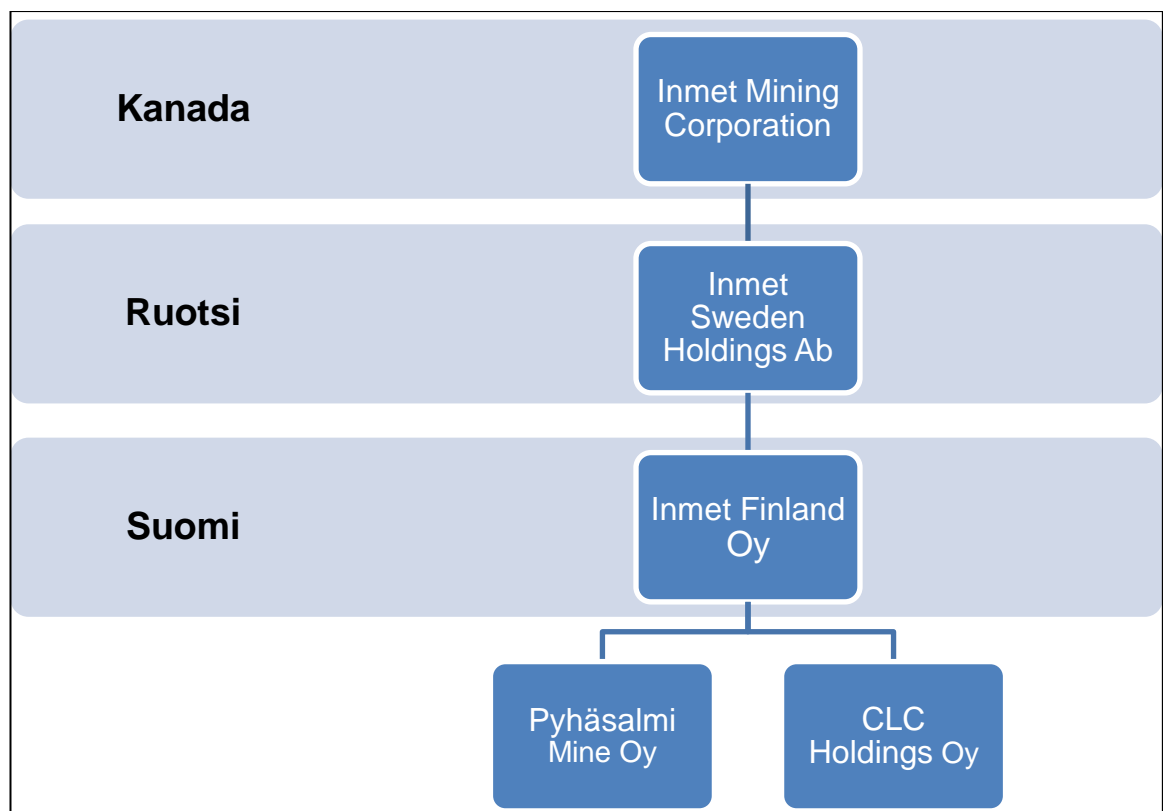 Kanada
Inmet Mining
Corporation
Ruotsi
Inmet
Sweden
Holdings Ab
Suomi
Inmet Finland
Oy
Pyhäsalmi
Mine Oy
CLC
Holdings Oy